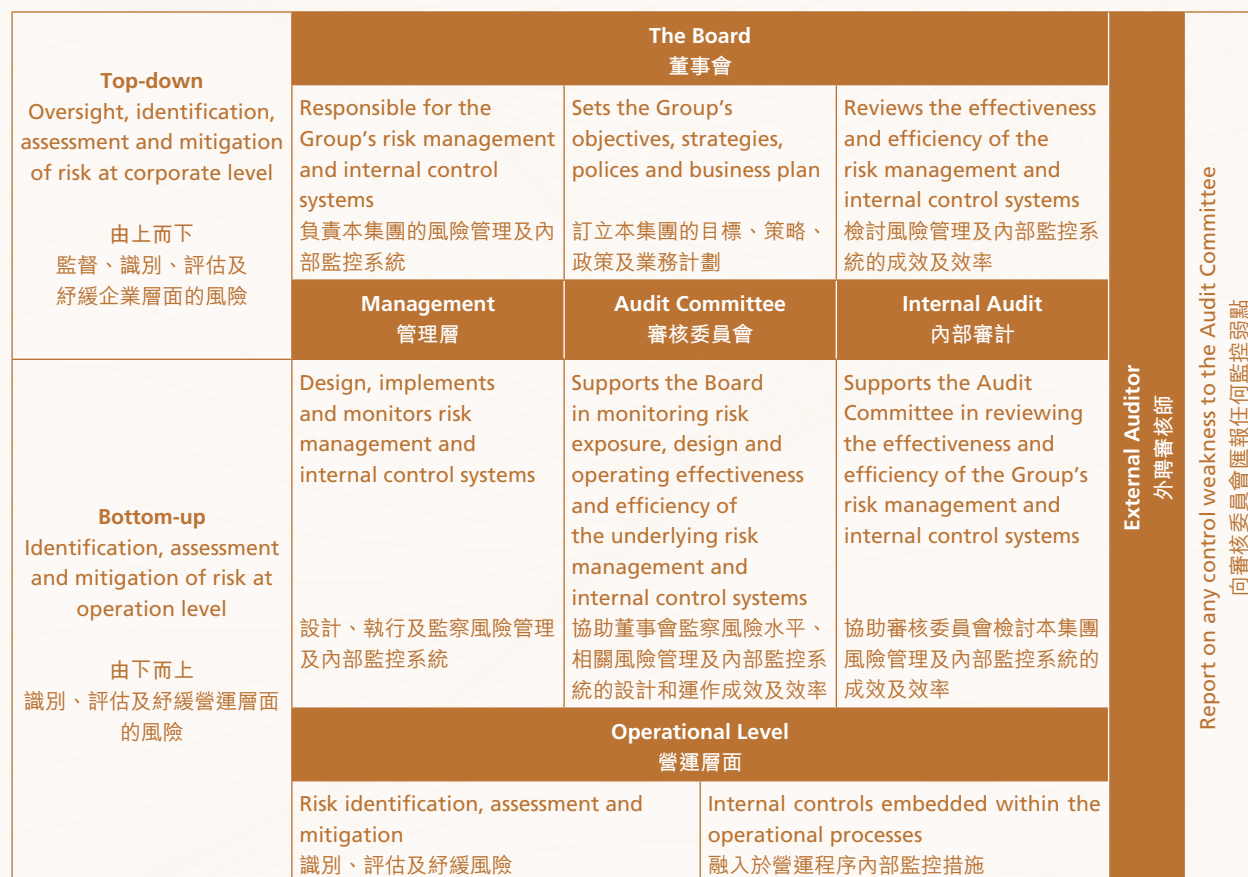 Top-down
Oversight, identification,
assessment and mitigation
of risk at corporate level
由上而下
監督、識別、評估及
紓緩企業層面的風險
The Board
董事會
Responsible for the
Group's risk management
and internal control
systems
負責本集團的風險管理及內
部監控系統
Sets the Group's
objectives, strategies,
polices and business plan
訂立本集團的目標、策略、
政策及業務計劃
Reviews the effectiveness
and efficiency of the
risk management and
internal control systems
檢討風險管理及內部監控系
統的成效及效率
Management
管理層
Audit Committee
審核委員會
Internal Audit
內部審計
Bottom-up
Identification, assessment
and mitigation of risk at
operation level
由下而上
識別、評估及紓緩營運層面
的風險
Design, implements
and monitors risk
management and
internal control systems
設計、執行及監察風險管理
及內部監控系統
Supports the Board
in monitoring risk
exposure, design and
operating effectiveness
and efficiency of
the underlying risk
management and
internal control systems
協助董事會監察風險水平、
相關風險管理及內部監控系
統的設計和運作成效及效率
Supports the Audit
Committee in reviewing
the effectiveness and
efficiency of the Group's
risk management and
internal control systems
協助審核委員會檢討本集團
風險管理及內部監控系統的
成效及效率
Operational Level
營運層面
Risk identification, assessment and
mitigation
識別、評估及紓緩風險
Internal controls embedded within the
operational processes
融入於營運程序內部監控措施
External Auditor
外聘審核師
Report on any control weakness to the Audit Committee
向審核委員會匯報任何監控弱點